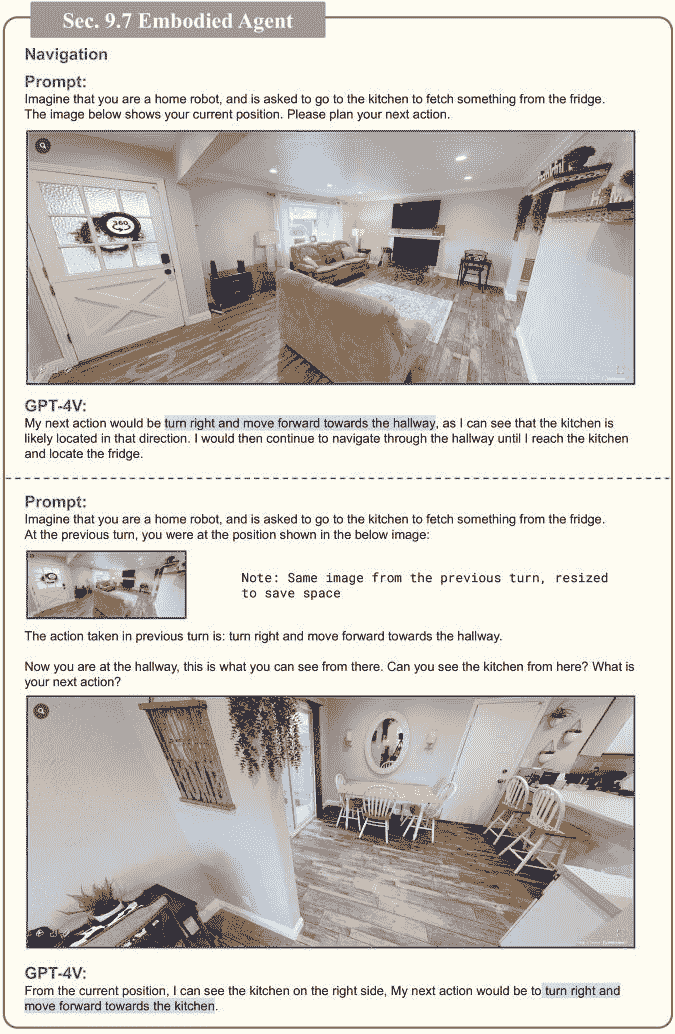 Sec. 9.7 Embodied Agent
Navigation
Prompt:
Imagine that you are a home robot, and is asked to go to the kitchen to fetch something from the fridge.
The image below shows your current position. Please plan your next action.
360
GPT-4V:
My next action would be turn right and move forward towards the hallway, as I can see that the kitchen is
likely located in that direction. I would then continue to navigate through the hallway until I reach the kitchen
and locate the fridge.
Prompt:
Imagine that you are a home robot, and is asked to go to the kitchen to fetch something from the fridge.
At the previous turn, you were at the position shown in the below image:
Note: Same image from the previous turn, resized
to save space
The action taken in previous turn is: turn right and move forward towards the hallway.
Now you are at the hallway, this is what you can see from there. Can you see the kitchen from here? What is
your next action?
HOME
GPT-4V:
From the current position, I can see the kitchen on the right side, My next action would be to turn right and
move forward towards the kitchen.